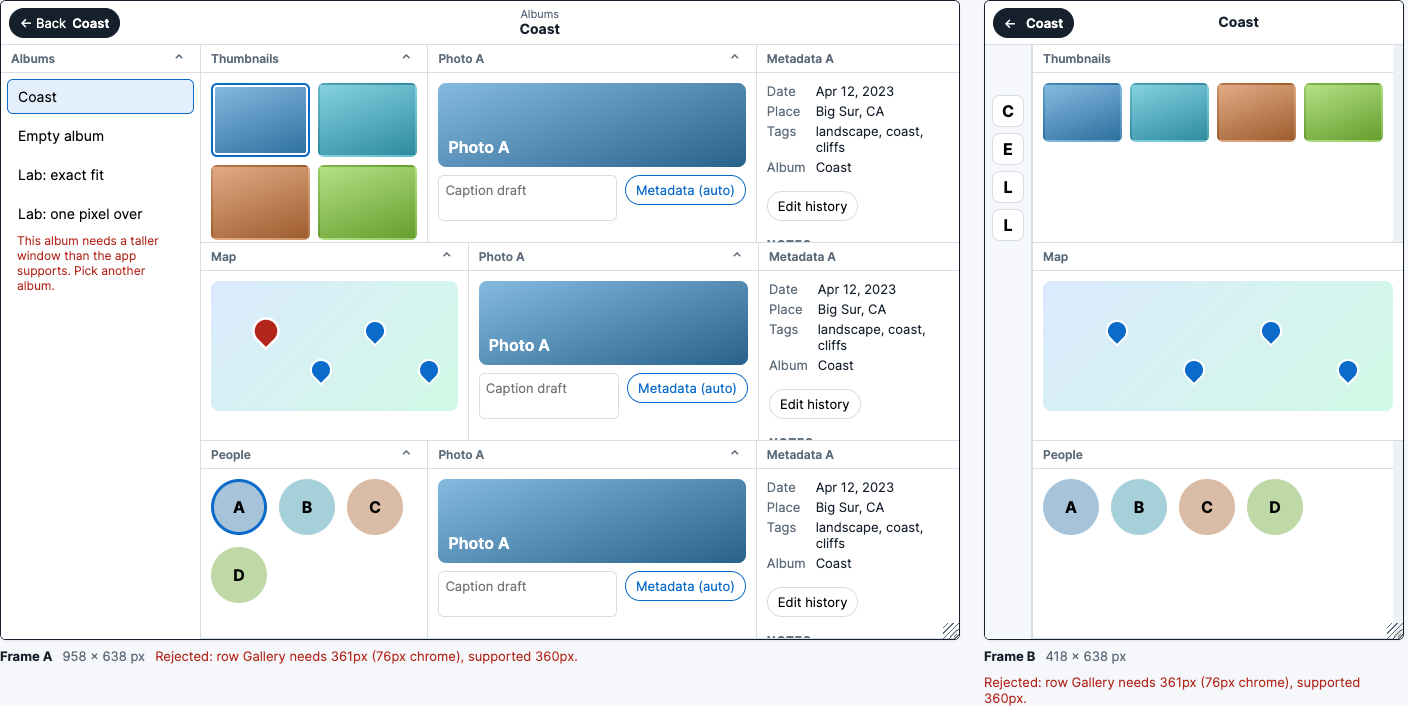 ← Back Coast
Albums
Coast
Albums
Coast
Empty album
Lab: exact fit
Lab: one pixel over
This album needs a taller
window than the app
supports. Pick another
album.
Thumbnails
Photo A
Photo A
Caption draft
Metadata (auto)
Metadata A
Date Apr 12, 2023
Place Big Sur, CA
Tags landscape, coast,
cliffs
Album Coast
Edit history
Map
Photo A
Photo A
Caption draft
Metadata (auto)
Metadata A
Date Apr 12, 2023
Place Big Sur, CA
Tags landscape, coast,
cliffs
Album Coast
Edit history
People
A
B
C
D
Photo A
Photo A
Caption draft
Metadata (auto)
Metadata A
Date Apr 12, 2023
Place Big Sur, CA
Tags landscape, coast,
cliffs
Album Coast
Edit history
Frame A 958 × 638 px Rejected: row Gallery needs 361px (76px chrome), supported 360px.
← Coast
Coast
C
E
L
L
Thumbnails
Map
People
A
B
C
D
Frame B 418 × 638 px
Rejected: row Gallery needs 361px (76px chrome), supported
360px.